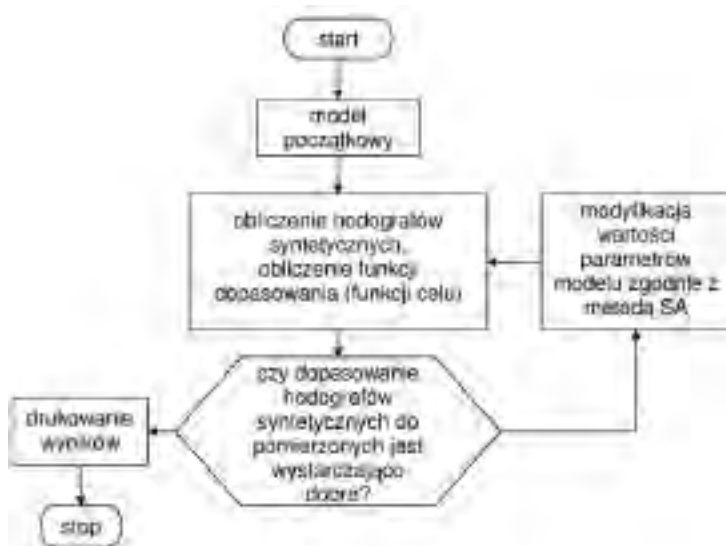 start
model
początkowy
obliczenie hodografów
syntetycznych,
obliczenie funkcji
dopasowania (funkcji celu)
modyfikacja
wartości
parametrów
modelu zgodnie z
metodą SA
czy dopasowanie
hodografów
syntetycznych do
pomierzonych jest
wystarczająco
dobre?
drukowanie
wyników
stop